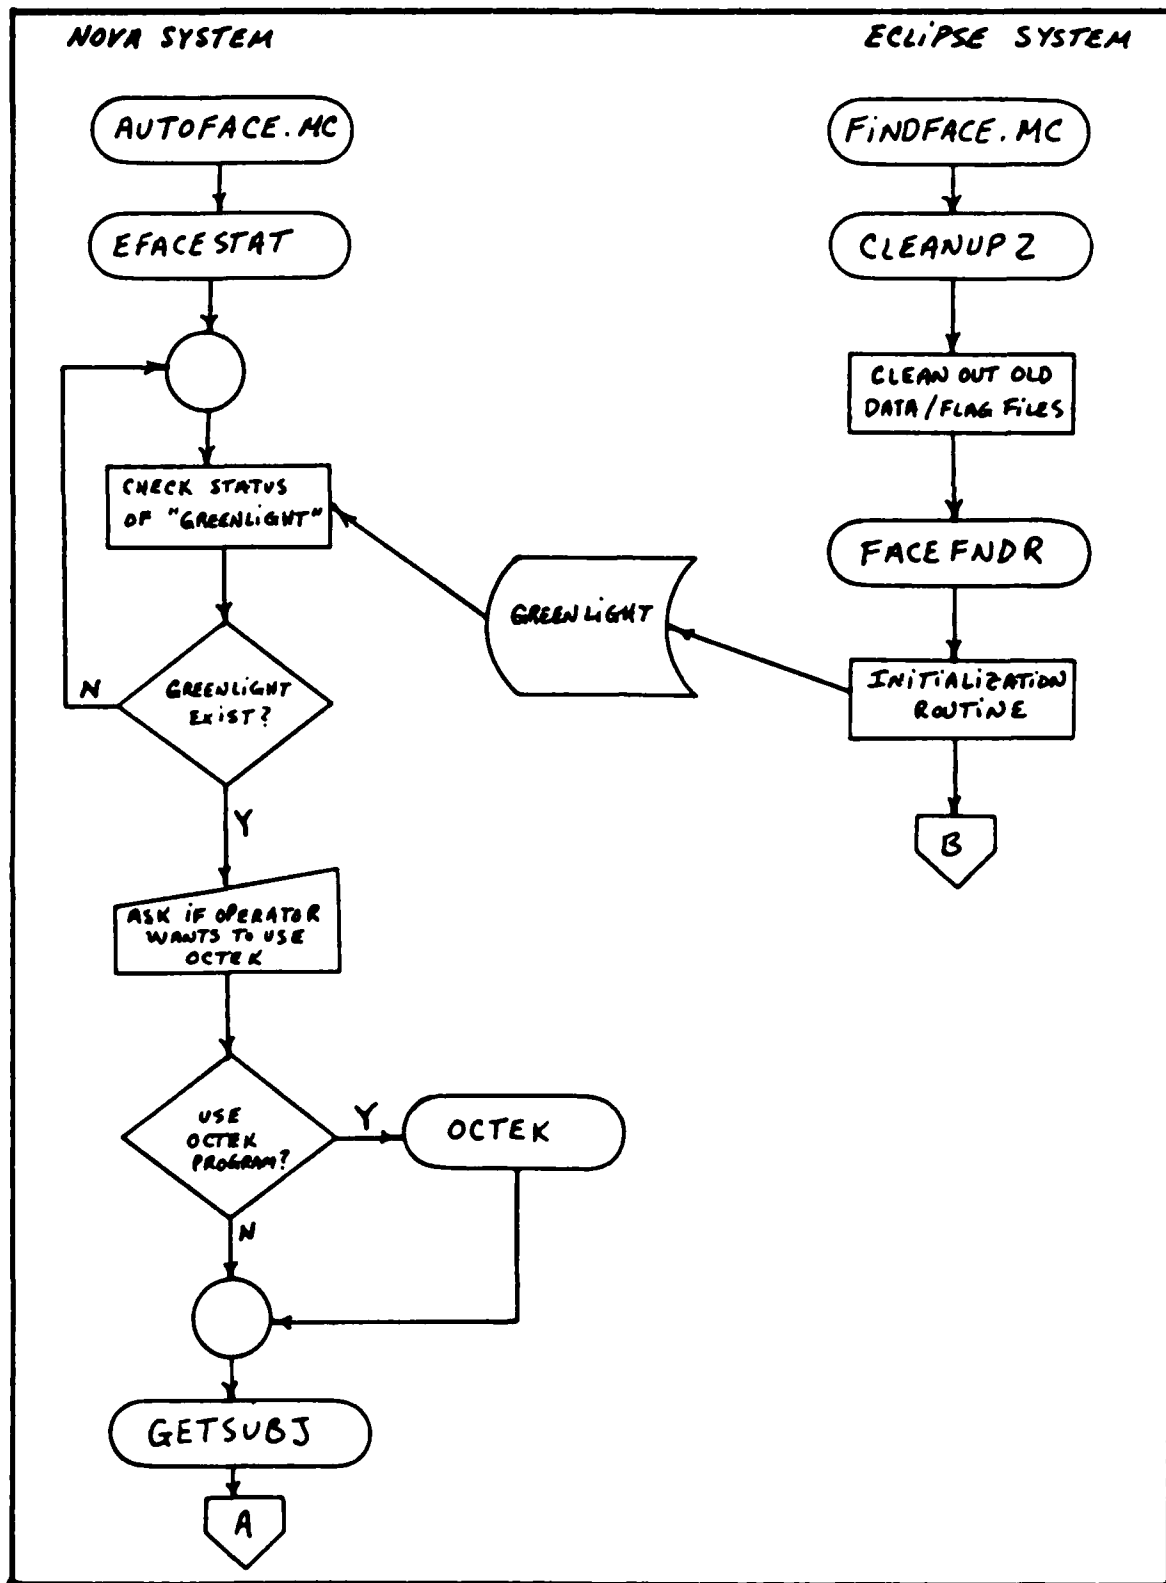 NOVA SYSTEM
ECLIPSE SYSTEM
AUTOFACE.MC
EFACESTAT
CHECK STATUS
OF "GREENLIGHT"
GREENLIGHT
EXIST?
N
Y
ASK IF OPERATOR
WANTS TO USE
OCTEK
USE
OCTEK
PROGRAM?
Y
OCTEK
N
GETSUBJ
A
GREENLIGHT
FINDFACE.MC
CLEANUP2
CLEAN OUT OLD
DATA/FLAG FILES
FACEFNDR
INITIALIZATION
ROUTINE
B